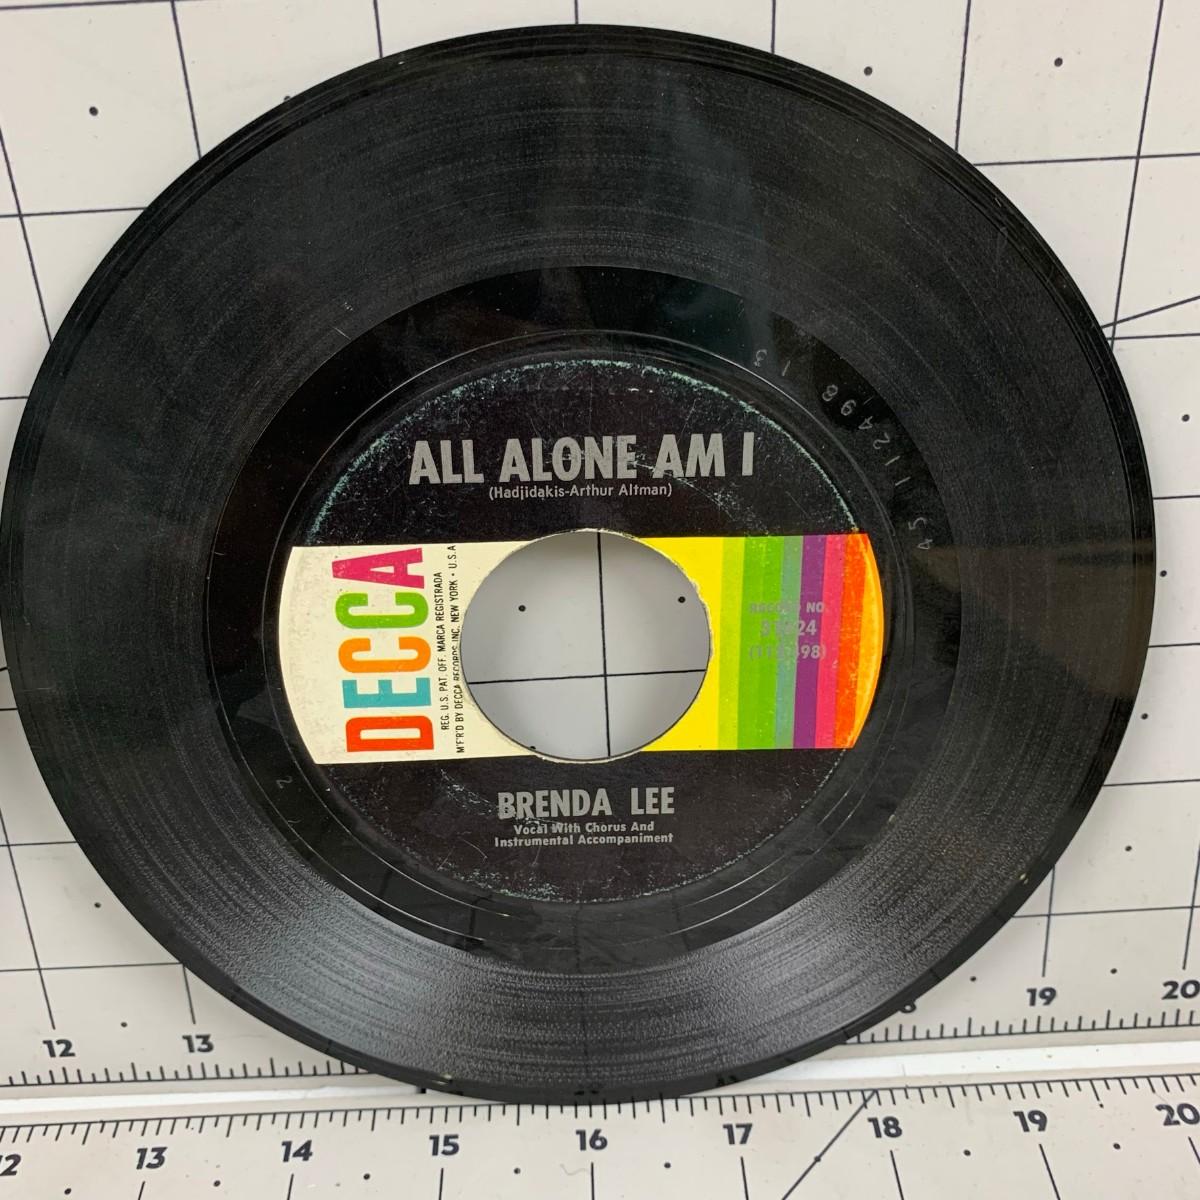 ALL ALONE AM I
(Hadjidakis-Arthur Altman)
DECCA
REG. U.S. PAT. OFF. MARCA REGISTRADA
M'F'R'D BY DECCA RECORDS INC. NEW YORK • U.S.A
RECORD NO.
BRENDA LEE
Vocal With Chorus And
Instrumental Accompaniment
12 13 19 20
13 14 15 16 17 18 19 20